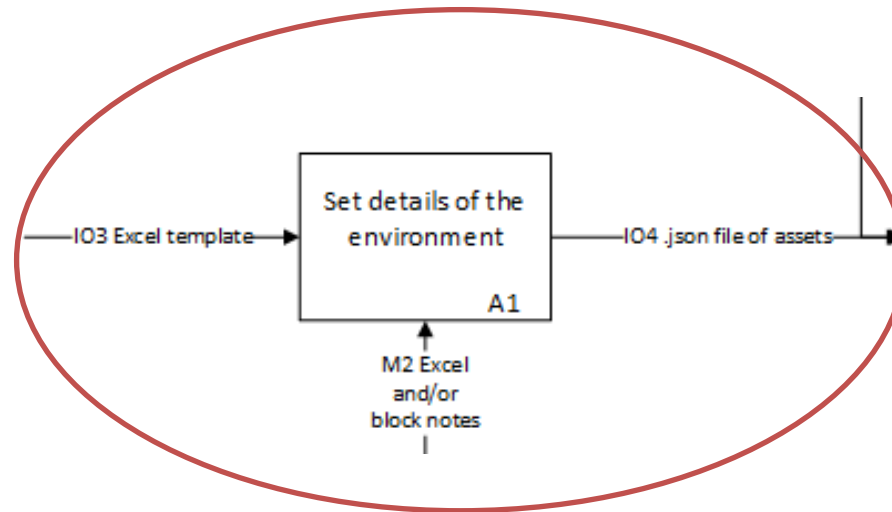 Set details of the
environment
IO3 Excel template
IO4 .json file of assets
A1
M2 Excel
and/or
block notes